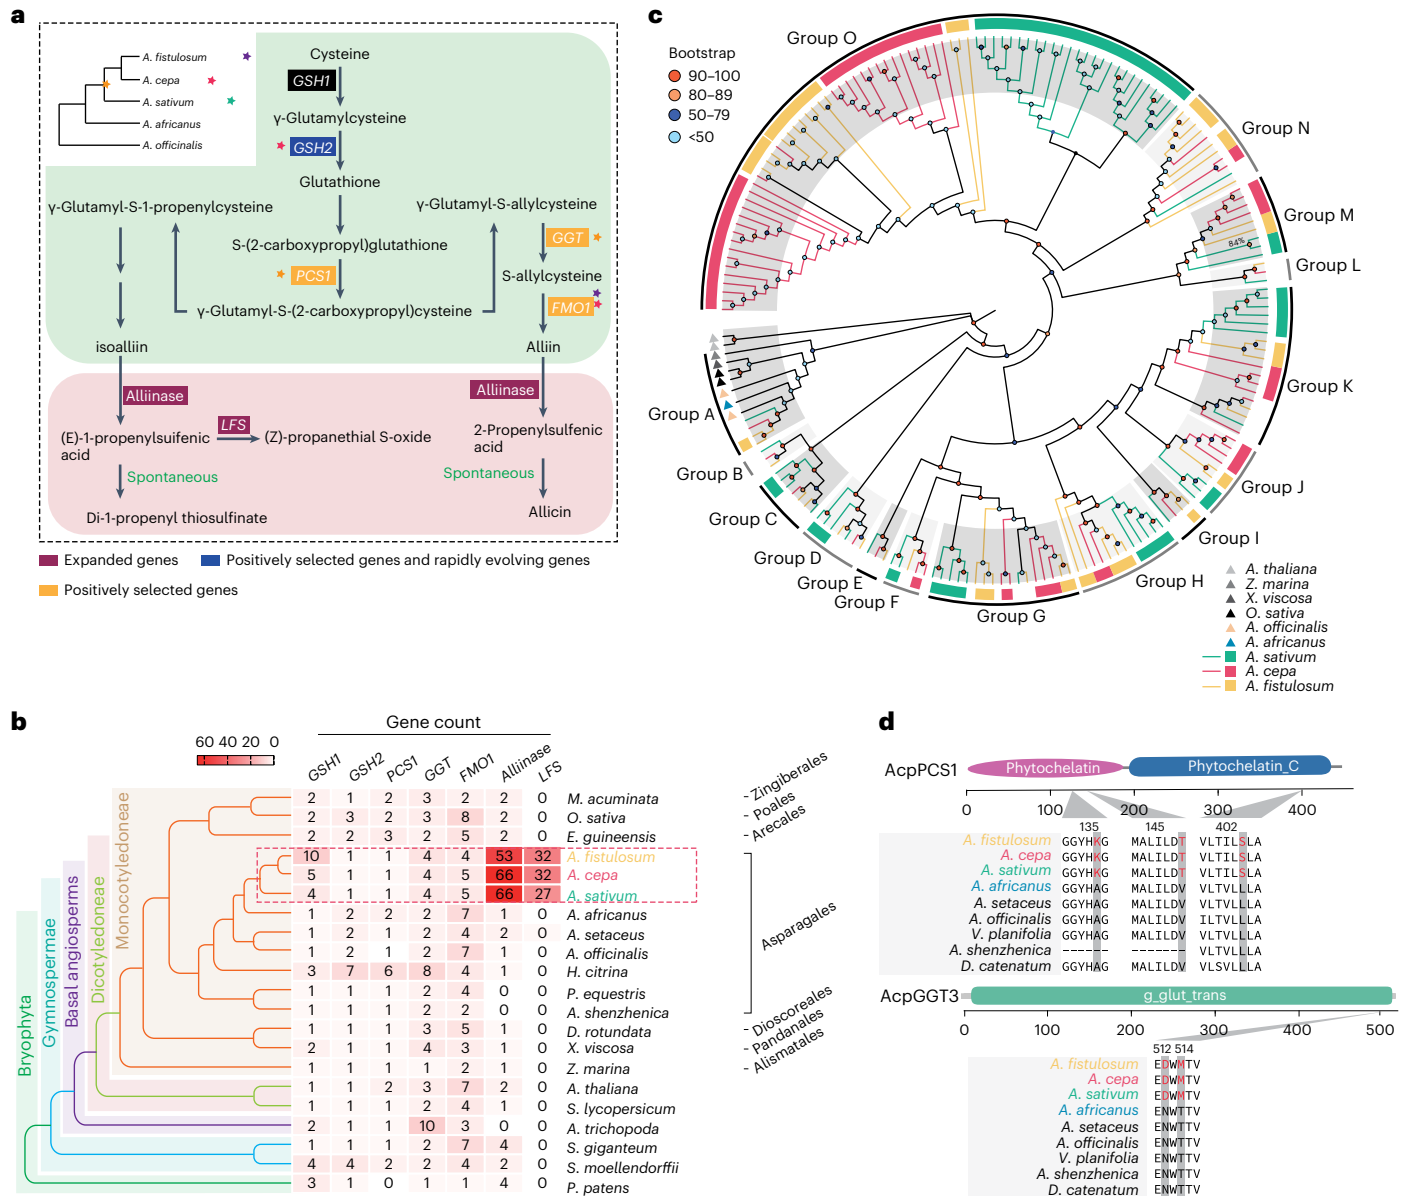 a
A. fistulosum
A. cepa
A. sativum
A. africanus
A. officinalis
Cysteine
GSH1
γ-Glutamylcysteine
GSH2
Glutathione
γ-Glutamyl-S-1-propenylcysteine
γ-Glutamyl-S-allylcysteine
S-(2-carboxypropyl)glutathione
GGT
PCS1
S-allylcysteine
γ-Glutamyl-S-(2-carboxypropyl)cysteine
FMO1
isoalliin
Alliin
Alliinase
Alliinase
LFS
(E)-1-propenylsuifenic
acid
(Z)-propanethial S-oxide
2-Propenylsulfenic
acid
Spontaneous
Spontaneous
Di-1-propenyl thiosulfinate
Allicin
Expanded genes
Positively selected genes and rapidly evolving genes
Positively selected genes
c
Bootstrap
90–100
80–89
50–79
<50
Group O
Group N
Group M
84%
Group L
Group K
Group J
Group I
Group H
Group G
Group F
Group E
Group D
Group C
Group B
Group A
A. thaliana
Z. marina
X. viscosa
O. sativa
A. officinalis
A. africanus
A. sativum
A. cepa
A. fistulosum
b
Gene count
60 40 20 0
GSH1 GSH2 PCS1 GGT FMO1 Alliinase LFS
2 1 2 3 2 2 0 M. acuminata
2 3 2 3 8 2 0 O. sativa
2 2 3 2 5 2 0 E. guineensis
10 1 1 4 4 53 32 A. fistulosum
5 1 1 4 5 66 32 A. cepa
4 1 1 4 5 66 27 A. sativum
1 2 2 2 7 1 0 A. africanus
1 2 1 2 4 2 0 A. setaceus
1 2 1 2 7 1 0 A. officinalis
3 7 6 8 4 1 0 H. citrina
1 1 1 2 4 0 0 P. equestris
1 1 1 2 2 0 0 A. shenzhenica
1 1 1 3 5 1 0 D. rotundata
2 1 1 4 3 1 0 X. viscosa
1 1 1 1 2 1 0 Z. marina
1 1 2 3 7 2 0 A. thaliana
1 1 1 2 4 1 0 S. lycopersicum
2 1 1 10 3 0 0 A. trichopoda
1 1 1 2 7 4 0 S. giganteum
4 4 2 2 4 2 0 S. moellendorffii
3 1 0 1 1 4 0 P. patens
Bryophyta
Gymnospermae
Basal angiosperms
Dicotyledoneae
Monocotyledoneae
- Zingiberales
- Poales
- Arecales
Asparagales
- Dioscoreales
- Pandanales
- Alismatales
d
AcpPCS1
Phytochelatin
Phytochelatin_C
0 100 200 300 400
135 145 402
A. fistulosum GGYHKG MALILDT VLTILSLA
A. cepa GGYHKG MALILDT VLTILSLA
A. sativum GGYHKG MALILDT VLTILSLA
A. africanus GGYHAG MALILDV VLTILLLA
A. setaceus GGYHAG MALILDV VLTVLLLA
A. officinalis GGYHAG MALILDV ILTVLLLA
V. planifolia GGYHAG MALILDV VLTVLLLA
A. shenzhenica ------ ------- VLTVLLLA
D. catenatum GGYHAG MALILDV VLSVLLLA
AcpGGT3
g_glut_trans
0 100 200 300 400 500
512 514
A. fistulosum EDWMTV
A. cepa EDWMTV
A. sativum EDWMTV
A. africanus ENWTTV
A. setaceus ENWTTV
A. officinalis ENWTTV
V. planifolia ENWTTV
A. shenzhenica ENWTTV
D. catenatum ENWTTV